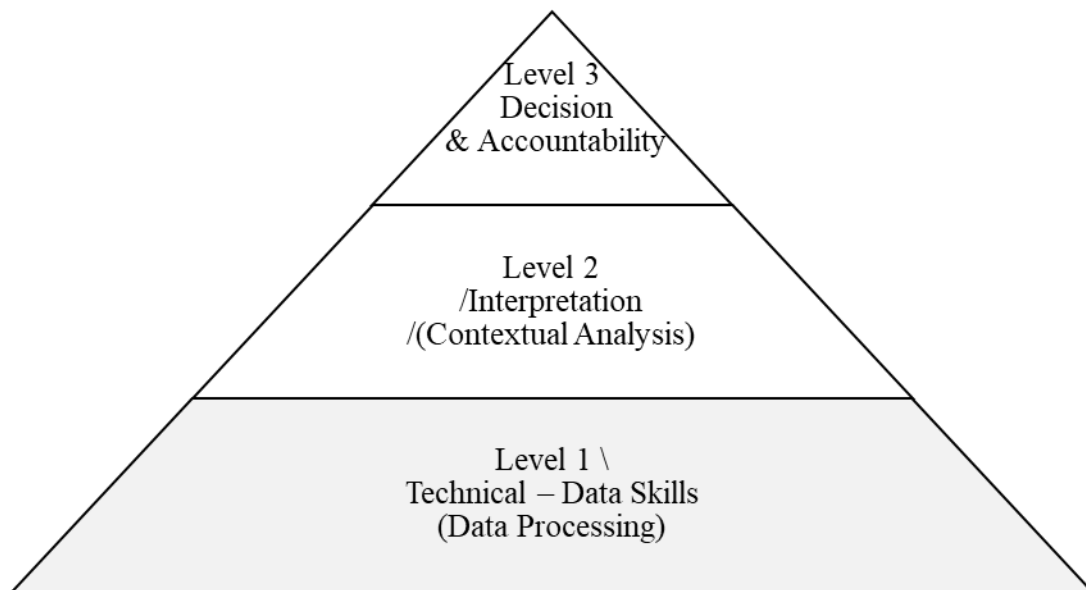 Level 3
Decision
& Accountability
Level 2
/Interpretation
/(Contextual Analysis)
Level 1 \
Technical – Data Skills
(Data Processing)